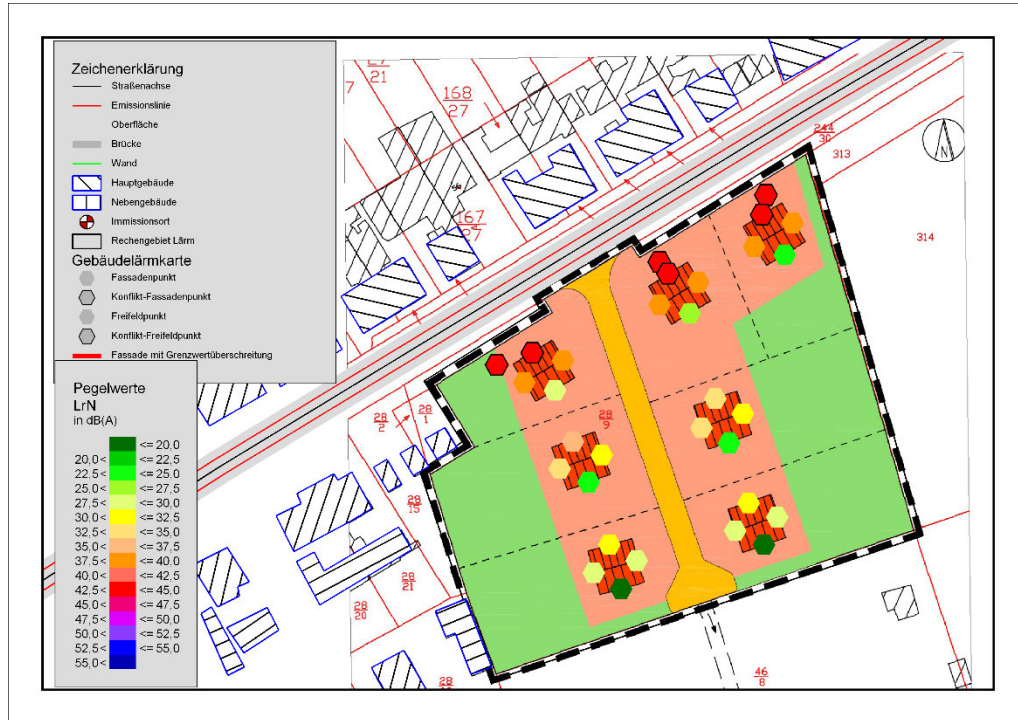 Zeichenerklärung
Straßenachse
Emissionslinie
Oberfläche
Brücke
Wand
Hauptgebäude
Nebengebäude
Immissionsort
Rechengebiet Lärm
Gebäudelärmkarte
Fassadenpunkt
Konflikt-Fassadenpunkt
Freifeldpunkt
Konflikt-Freifeldpunkt
Fassade mit Grenzwertüberschreitung
Pegelwerte
LrN
in dB(A)
<= 20,0
20,0< <= 22,5
22,5< <= 25,0
25,0< <= 27,5
27,5< <= 30,0
30,0< <= 32,5
32,5< <= 35,0
35,0< <= 37,5
37,5< <= 40,0
40,0< <= 42,5
42,5< <= 45,0
45,0< <= 47,5
47,5< <= 50,0
50,0< <= 52,5
52,5< <= 55,0
55,0<
21
7
168
27
167
27
244
30
313
314
N
28
2
28
1
28
9
28
15
28
21
28
20
28
46
8